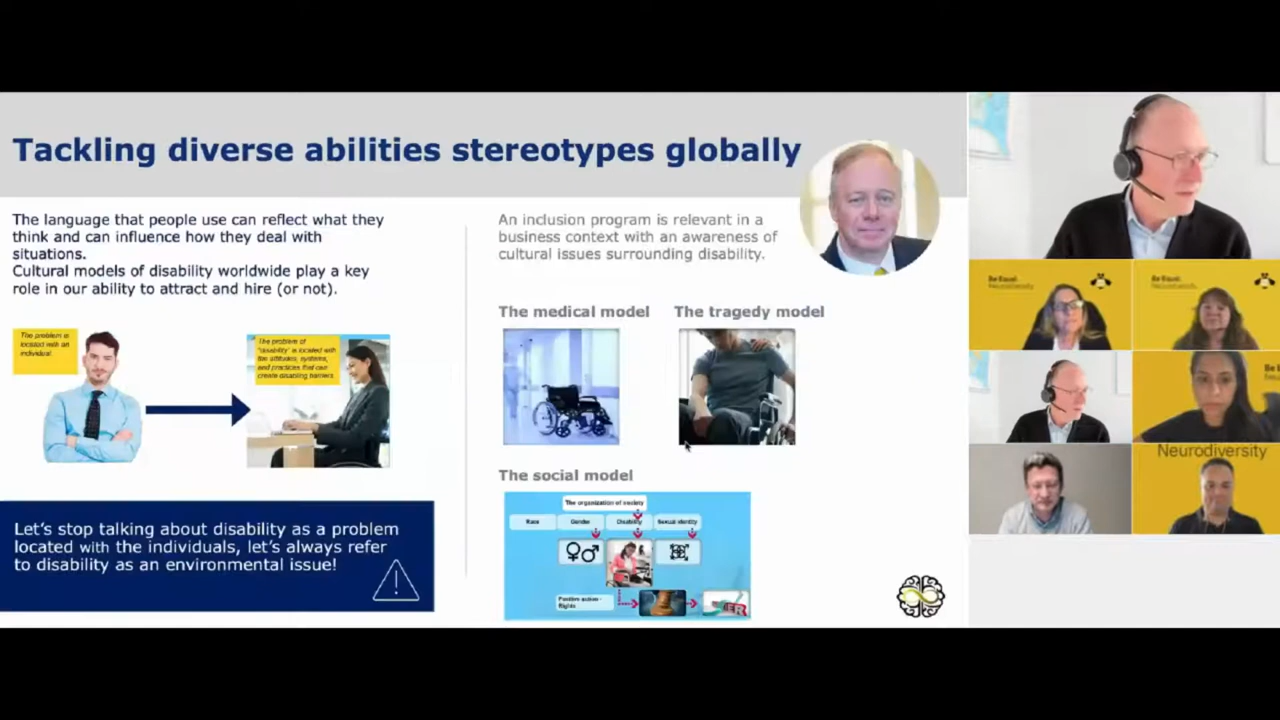 Tackling diverse abilities stereotypes globally
The language that people use can reflect what they
think and can influence how they deal with
situations.
Cultural models of disability worldwide play a key
role in our ability to attract and hire (or not).
The problem is
located with an
individual.
The problem of
'disability' is located with
the attitudes, systems,
and practices that can
create disabling barriers.
Let's stop talking about disability as a problem
located with the individuals, let's always refer
to disability as an environmental issue!
An inclusion program is relevant in a
business context with an awareness of
cultural issues surrounding disability.
The medical model
The tragedy model
The social model
The organization of society
Race
Gender
Disability
Sexual identity
Positive action -
Rights
Be Equal
Neurodiversity
Be Equal
Neurodiversity
Neurodiversity